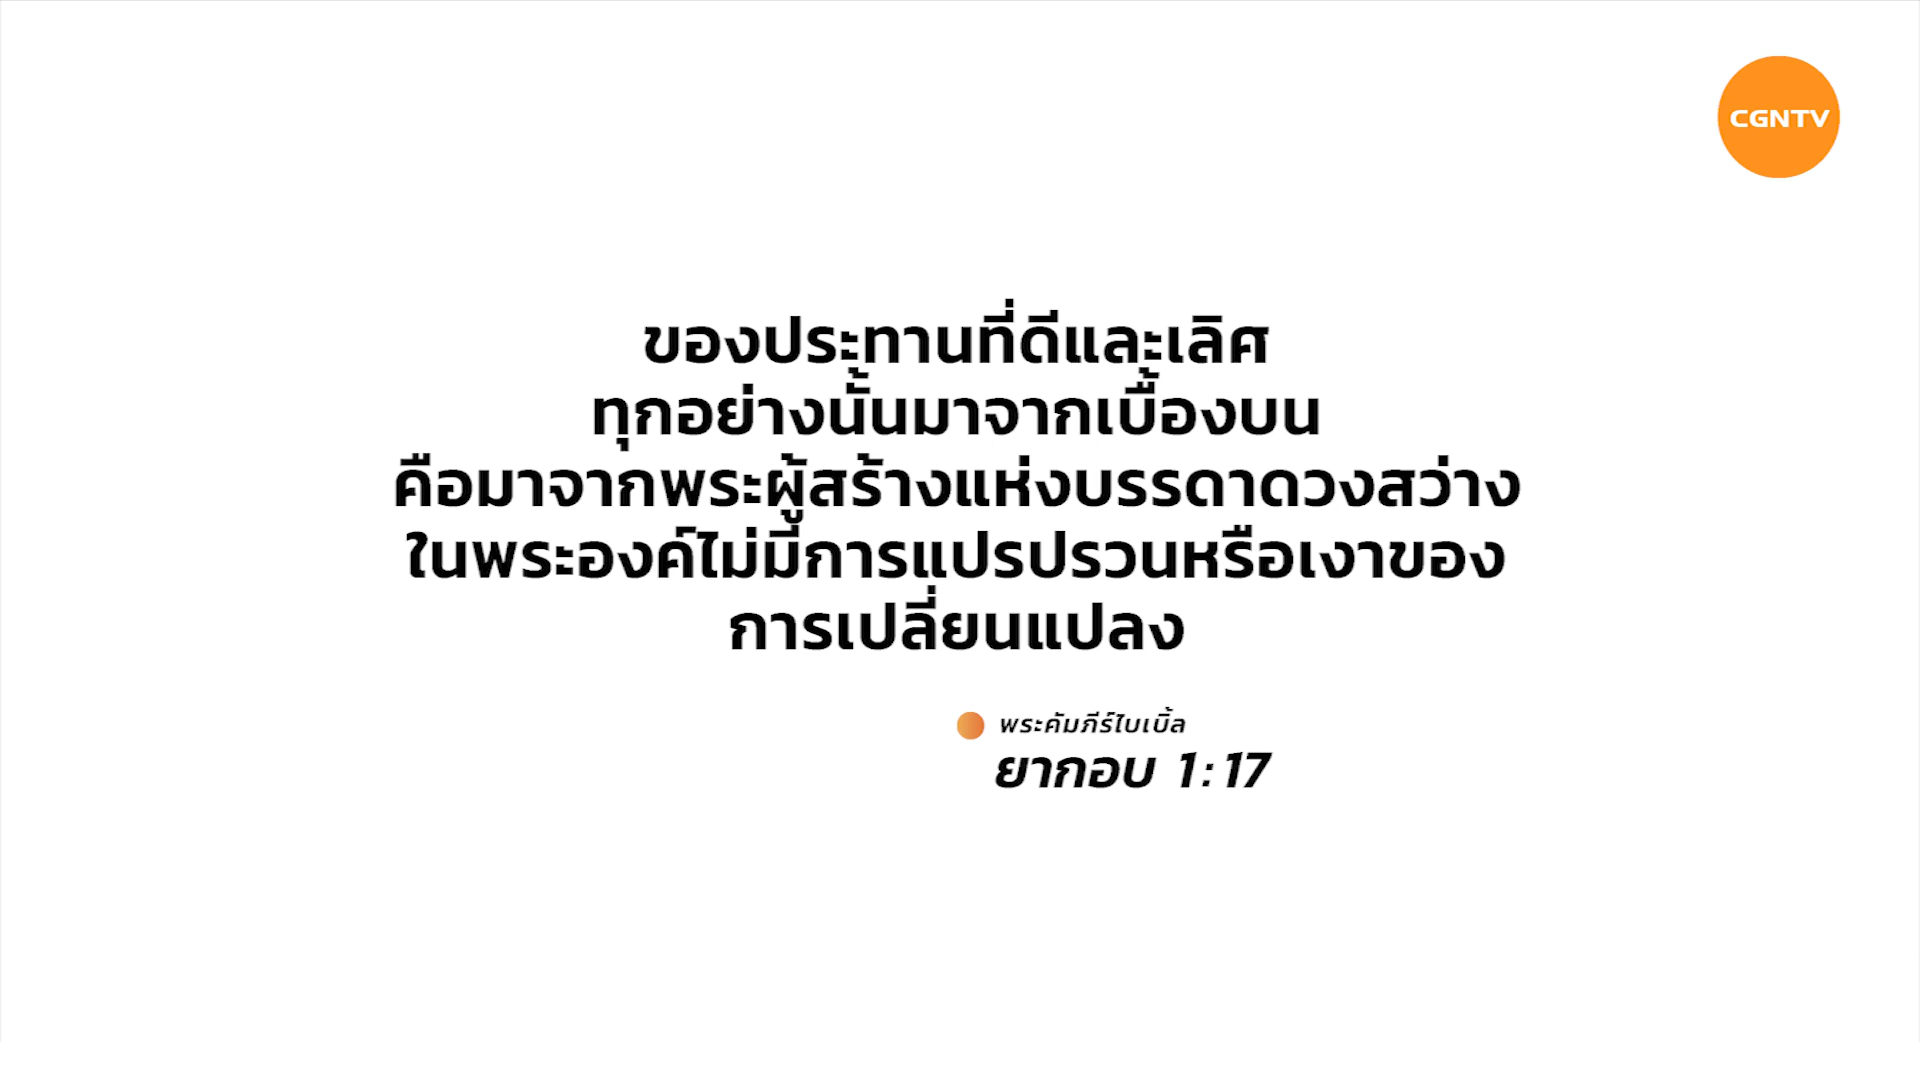 CGNTV
ของประทานที่ดีและเลิศ
ทุกอย่างนั้นมาจากเบื้องบน
คือมาจากพระผู้สร้างแห่งบรรดาดวงสว่าง
ในพระองค์ไม่มีการแปรปรวนหรือเงาของ
การเปลี่ยนแปลง
พระคัมภีร์ไบเบิ้ล
ยากอบ 1:17